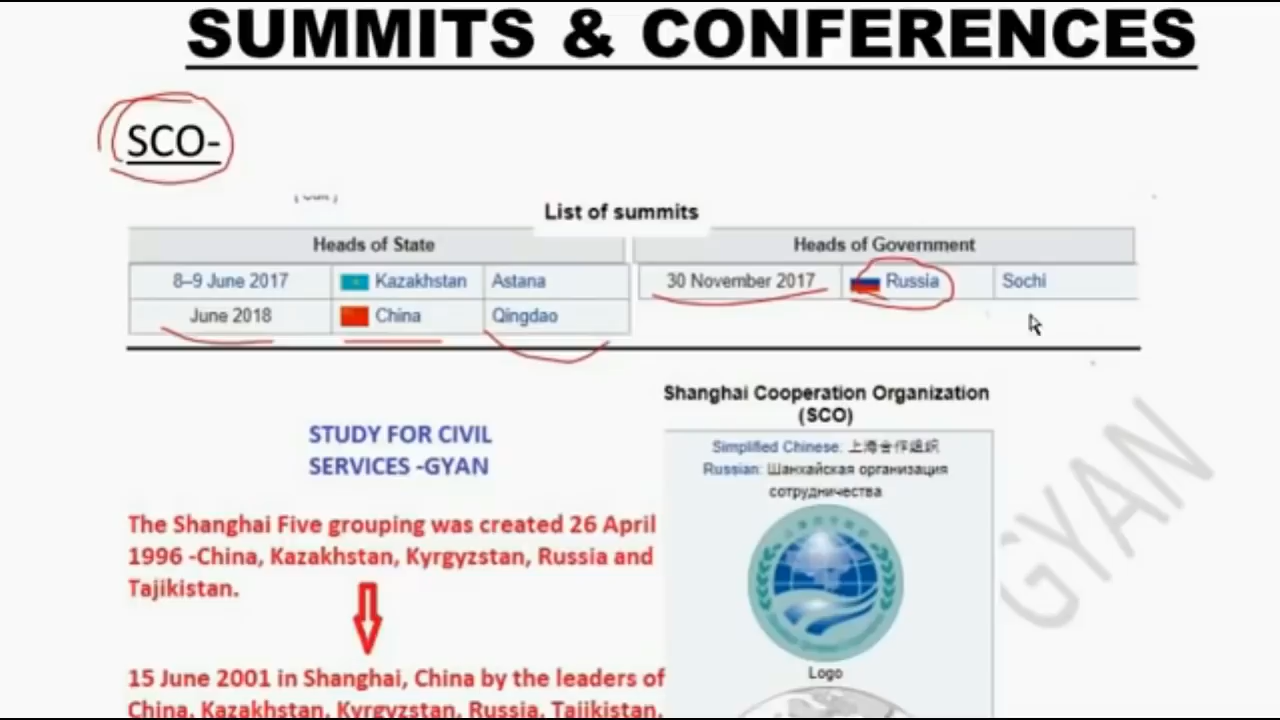 SUMMITS & CONFERENCES
SCO-
List of summits
Heads of State
Heads of Government
8–9 June 2017 Kazakhstan Astana
30 November 2017 Russia Sochi
June 2018 China Qingdao
Shanghai Cooperation Organization
(SCO)
Simplified Chinese: 上海合作组织
Russian: Шанхайская организация
сотрудничества
STUDY FOR CIVIL
SERVICES -GYAN
The Shanghai Five grouping was created 26 April
1996 -China, Kazakhstan, Kyrgyzstan, Russia and
Tajikistan.
Logo
15 June 2001 in Shanghai, China by the leaders of
China, Kazakhstan, Kyrgyzstan, Russia, Tajikistan,
GYAN